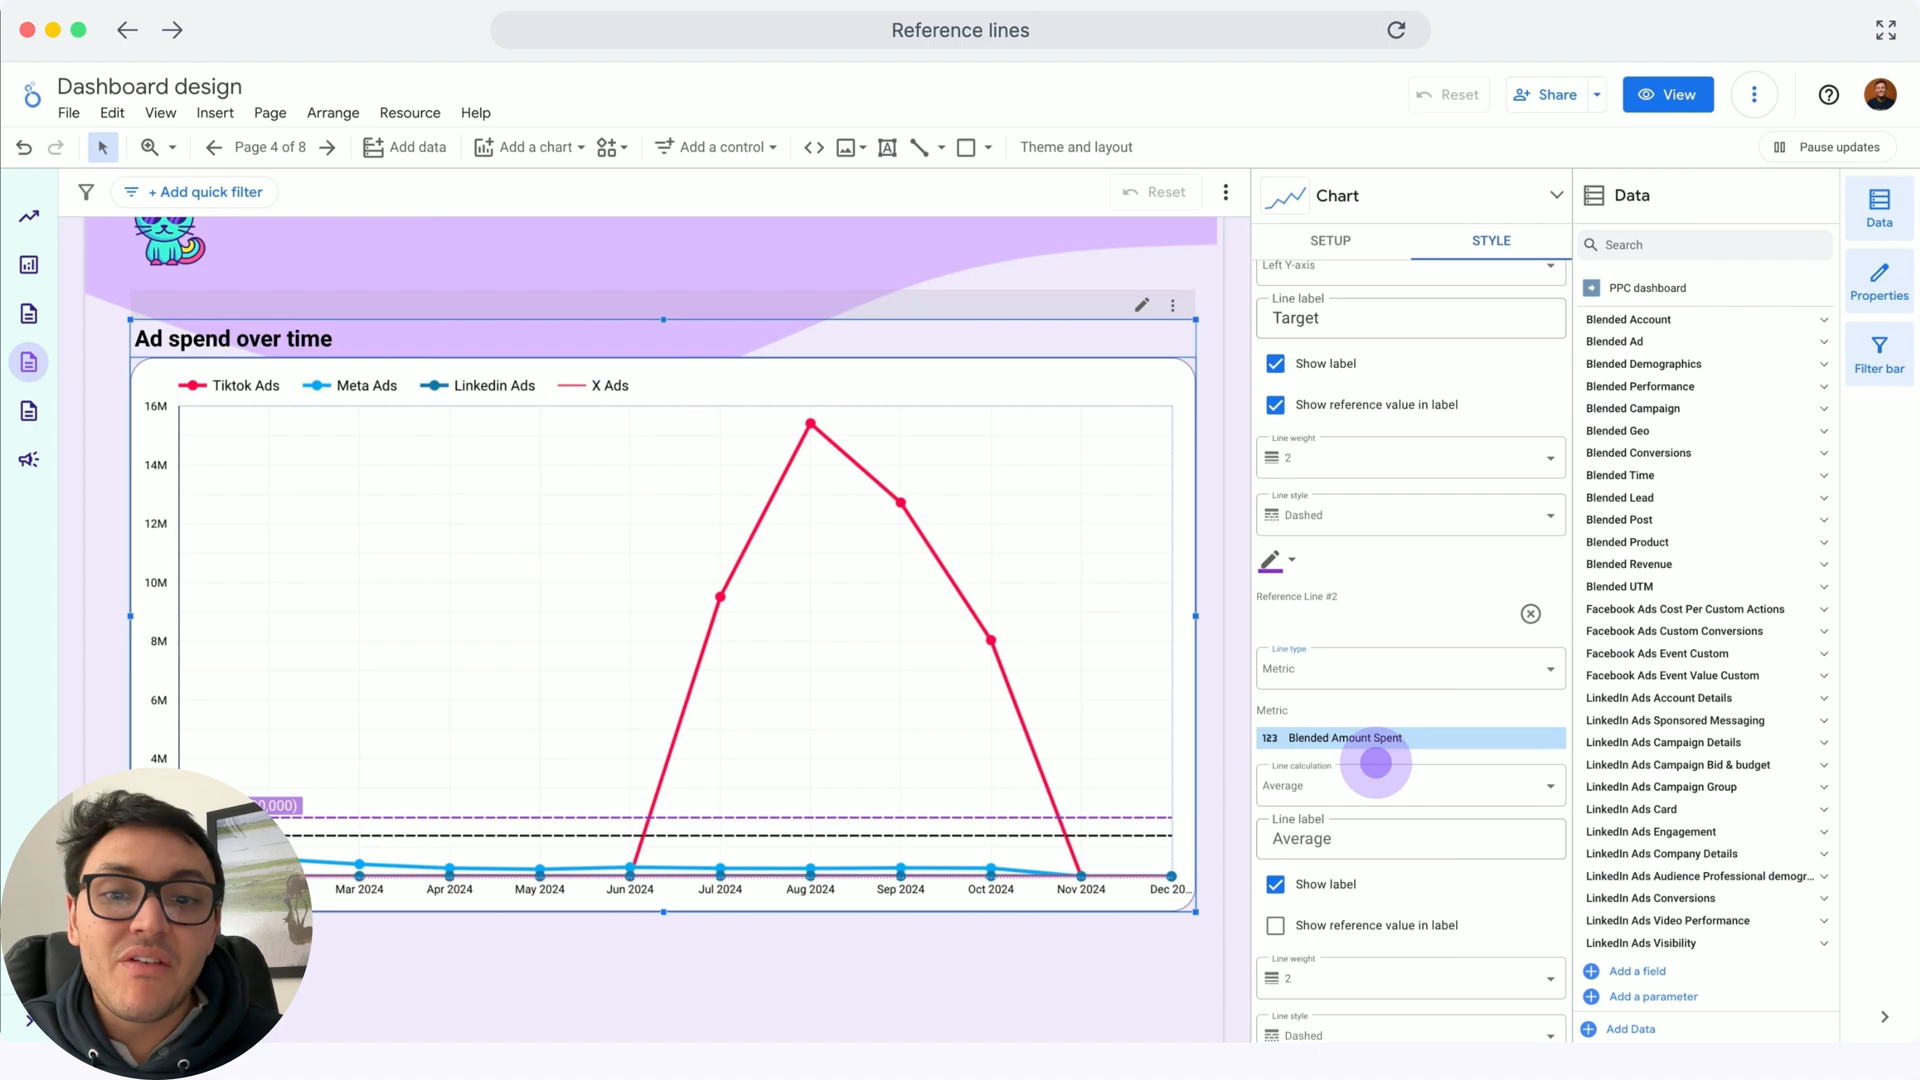 Reference lines
Dashboard design
File Edit View Insert Page Arrange Resource Help
Reset Share View
Page 4 of 8 Add data Add a chart Add a control Theme and layout Pause updates
+ Add quick filter Reset
Chart
SETUP STYLE
Left Y-axis
Line label
Target
Show label
Show reference value in label
Line weight
2
Line style
Dashed
Reference Line #2
Line type
Metric
Metric
123 Blended Amount Spent
Line calculation
Average
Line label
Average
Show label
Show reference value in label
Line weight
2
Line style
Dashed
Ad spend over time
Tiktok Ads Meta Ads Linkedin Ads X Ads
16M
14M
12M
10M
8M
6M
4M
0,000)
Mar 2024 Apr 2024 May 2024 Jun 2024 Jul 2024 Aug 2024 Sep 2024 Oct 2024 Nov 2024 Dec 20...
Data
Search
PPC dashboard
Blended Account
Blended Ad
Blended Demographics
Blended Performance
Blended Campaign
Blended Geo
Blended Conversions
Blended Time
Blended Lead
Blended Post
Blended Product
Blended Revenue
Blended UTM
Facebook Ads Cost Per Custom Actions
Facebook Ads Custom Conversions
Facebook Ads Event Custom
Facebook Ads Event Value Custom
LinkedIn Ads Account Details
LinkedIn Ads Sponsored Messaging
LinkedIn Ads Campaign Details
LinkedIn Ads Campaign Bid & budget
LinkedIn Ads Campaign Group
LinkedIn Ads Card
LinkedIn Ads Engagement
LinkedIn Ads Company Details
LinkedIn Ads Audience Professional demogr...
LinkedIn Ads Conversions
LinkedIn Ads Video Performance
LinkedIn Ads Visibility
Add a field
Add a parameter
Add Data
Data
Properties
Filter bar